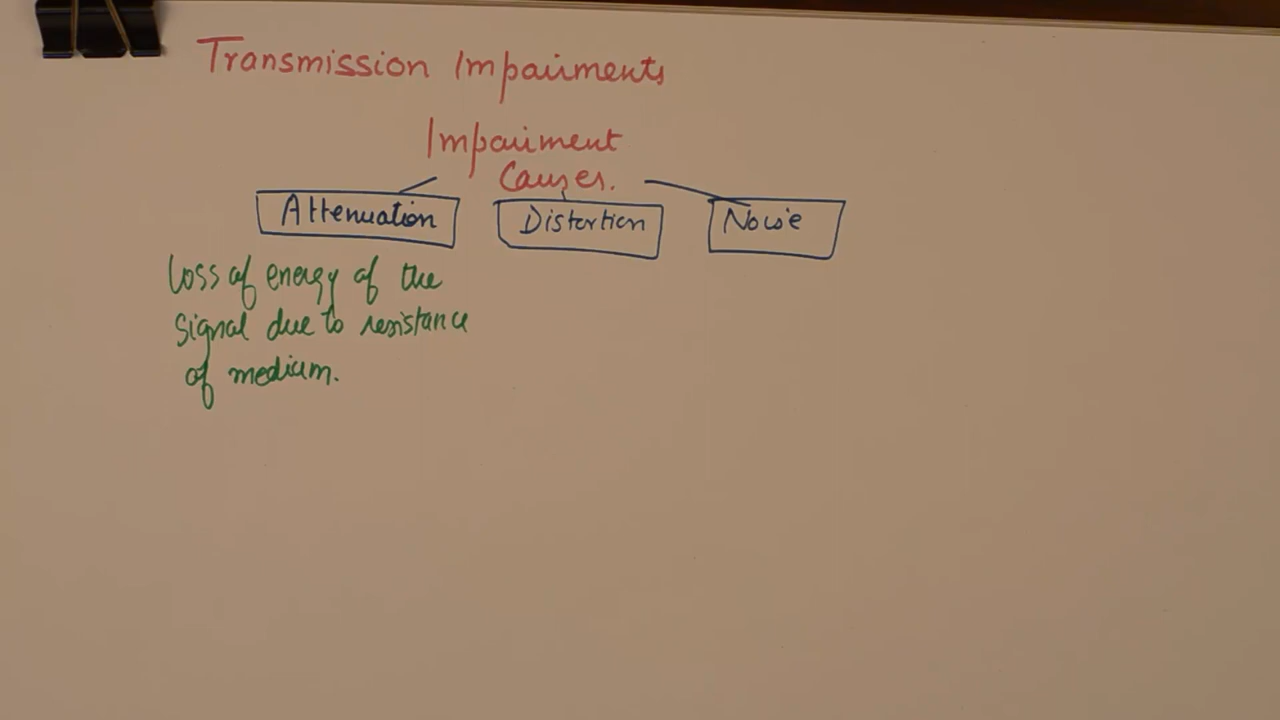 Transmission Impairments
Impairment
Causes.
Attenuation Distortion Noise
Loss of energy of the
signal due to resistance
of medium.